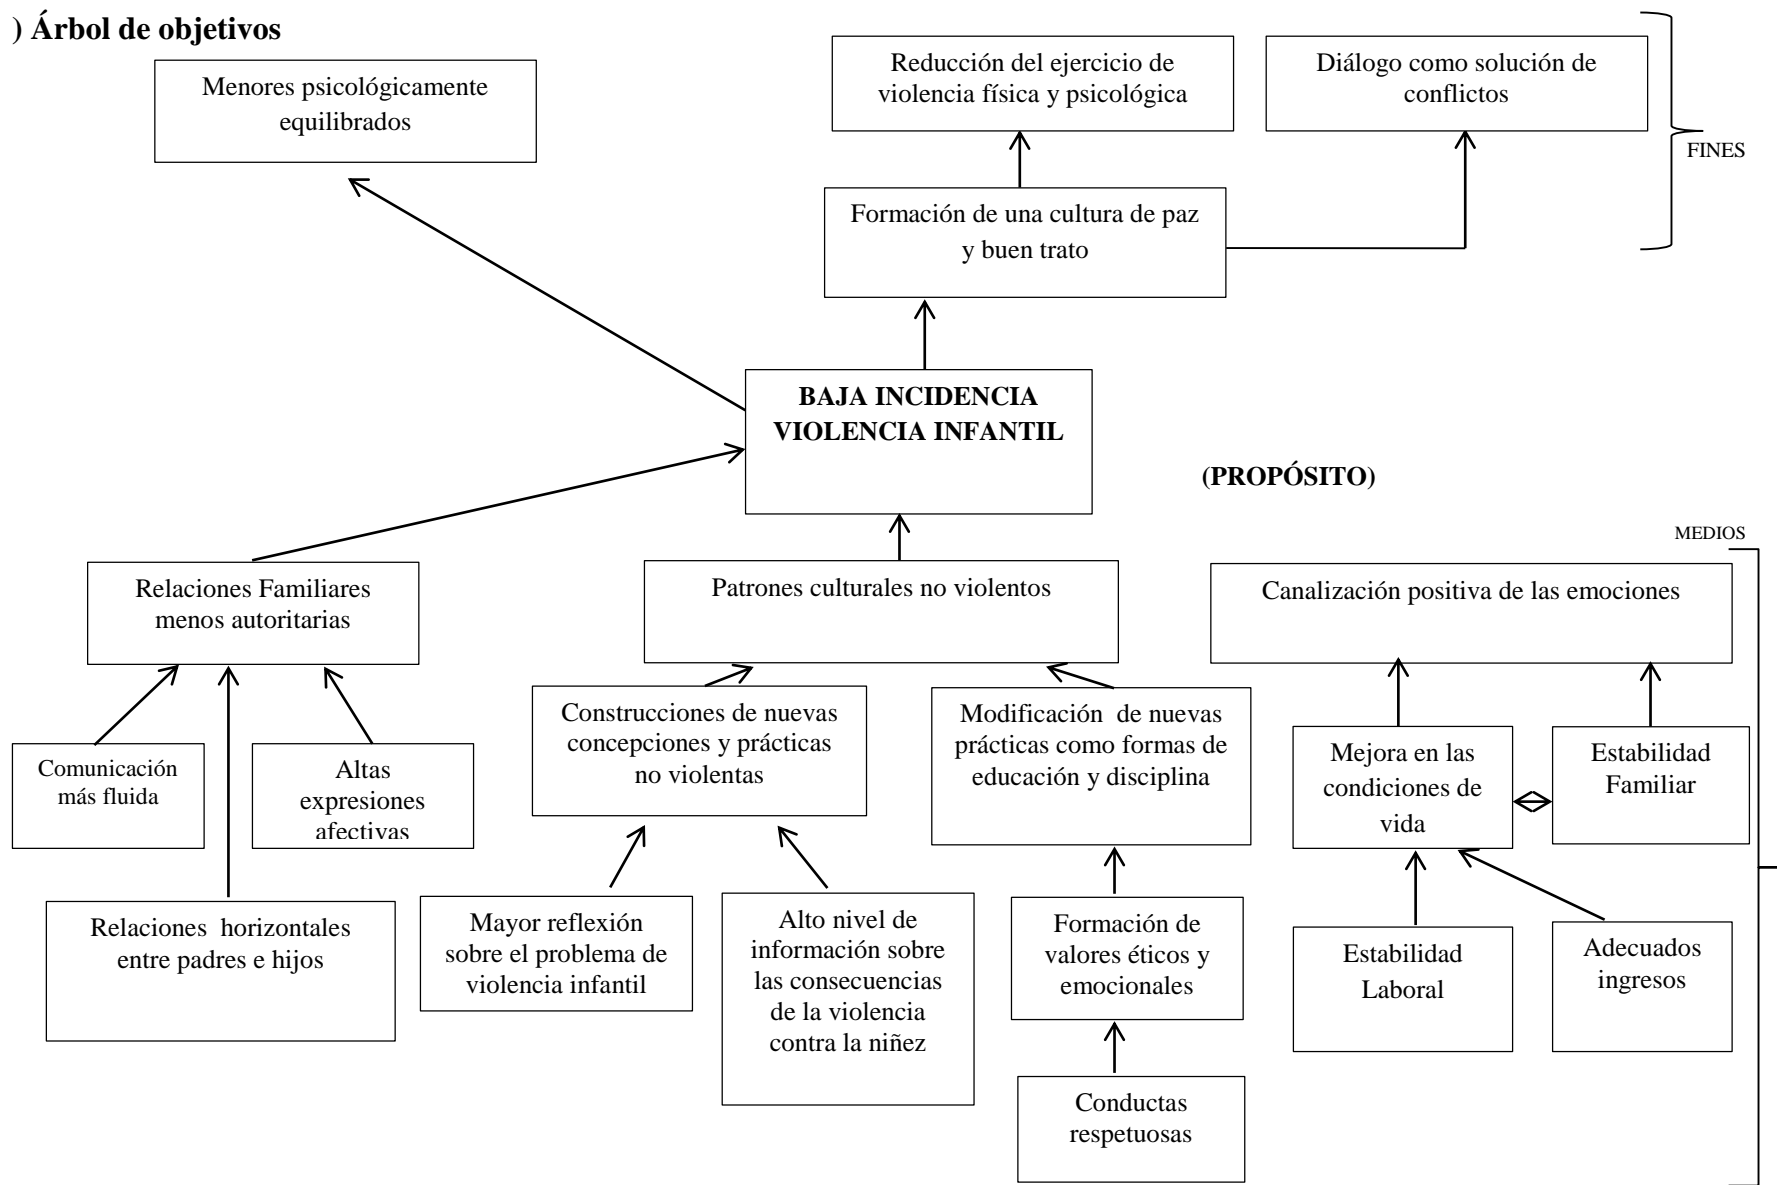 ) Árbol de objetivos
Menores psicológicamente
equilibrados
Reducción del ejercicio de
violencia física y psicológica
Diálogo como solución de
conflictos
FINES
Formación de una cultura de paz
y buen trato
BAJA INCIDENCIA
VIOLENCIA INFANTIL
(PROPÓSITO)
MEDIOS
Relaciones Familiares
menos autoritarias
Patrones culturales no violentos
Canalización positiva de las emociones
Comunicación
más fluida
Altas
expresiones
afectivas
Construcciones de nuevas
concepciones y prácticas
no violentas
Modificación  de nuevas
prácticas como formas de
educación y disciplina
Mejora en las
condiciones de
vida
Estabilidad
Familiar
Relaciones  horizontales
entre padres e hijos
Mayor reflexión
sobre el problema de
violencia infantil
Alto nivel de
información sobre
las consecuencias
de la violencia
contra la niñez
Formación de
valores éticos y
emocionales
Estabilidad
Laboral
Adecuados
ingresos
Conductas
respetuosas